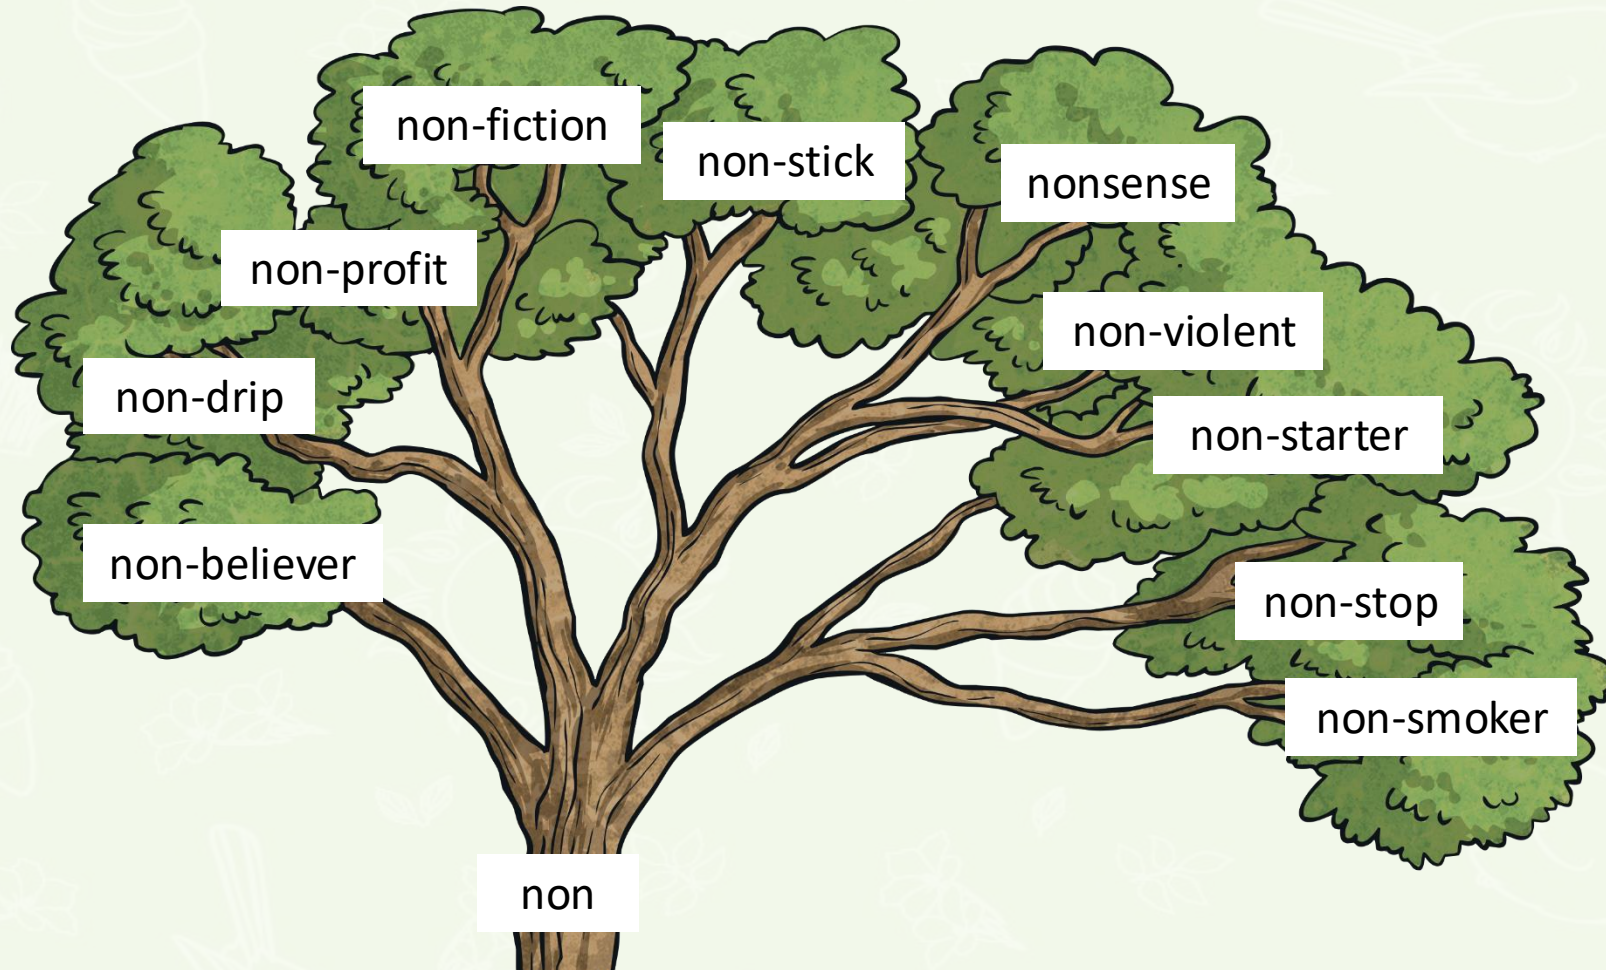 non-fiction
non-stick
nonsense
non-profit
non-violent
non-drip
non-starter
non-believer
non-stop
non-smoker
non